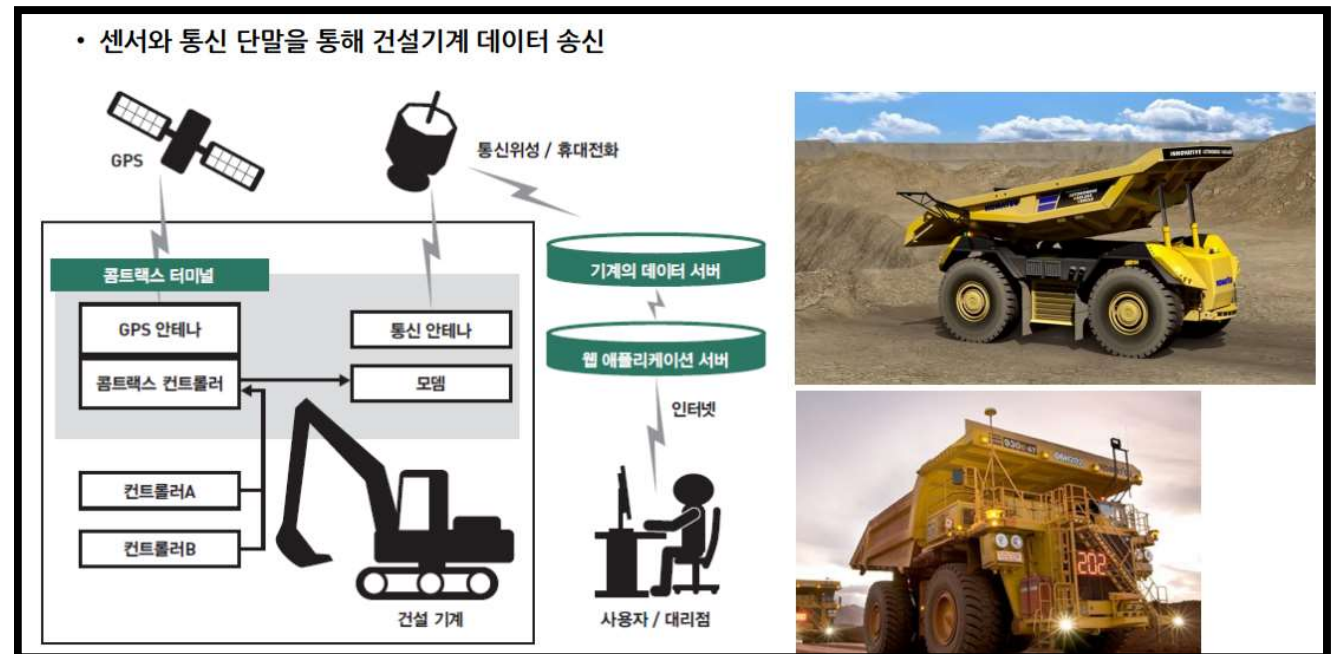 • 센서와 통신 단말을 통해 건설기계 데이터 송신
GPS
통신위성 / 휴대전화
콤트랙스 터미널
GPS 안테나
통신 안테나
콤트랙스 컨트롤러
모뎀
컨트롤러A
컨트롤러B
건설 기계
기계의 데이터 서버
웹 애플리케이션 서버
인터넷
사용자 / 대리점
KOMATSU
202